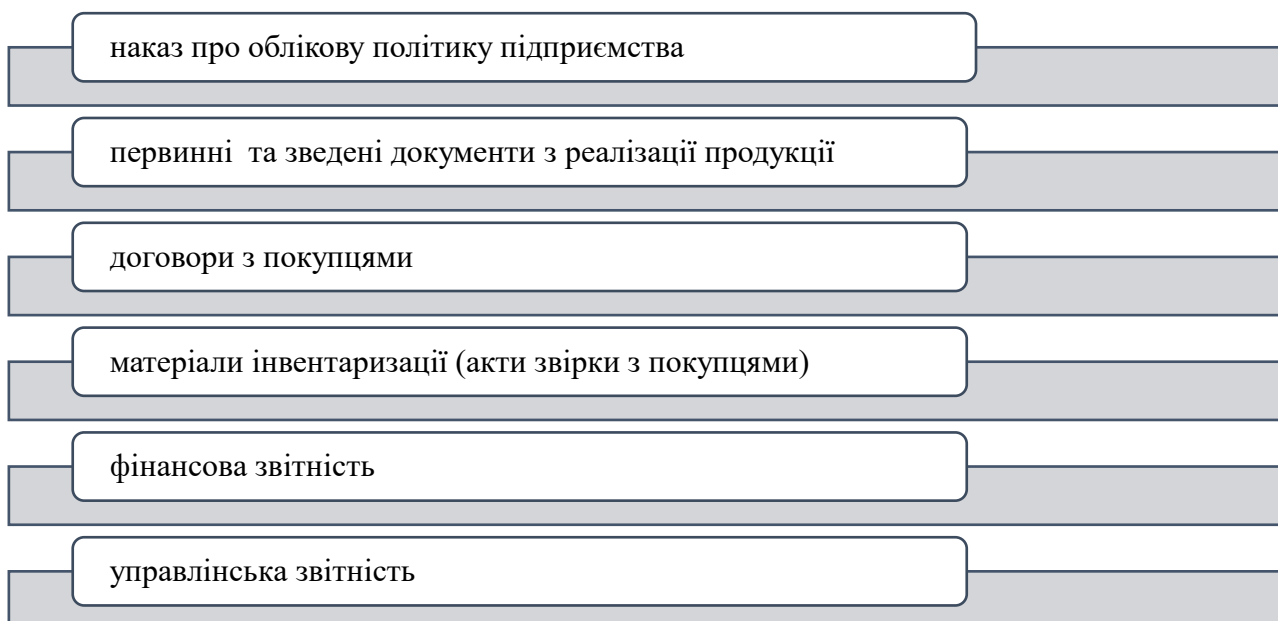 наказ про облікову політику підприємства
первинні та зведені документи з реалізації продукції
договори з покупцями
матеріали інвентаризації (акти звірки з покупцями)
фінансова звітність
управлінська звітність